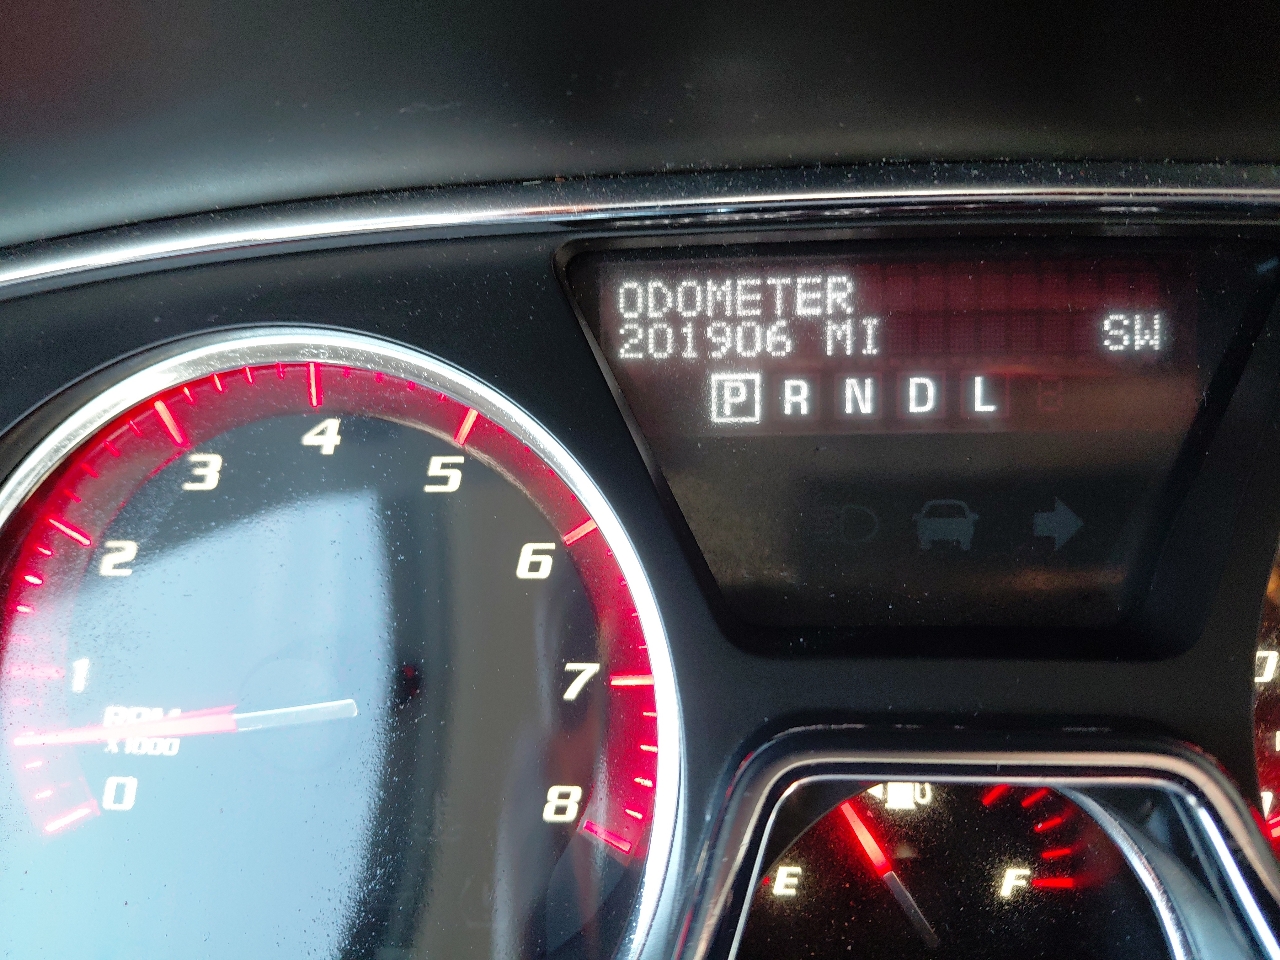 ODOMETER
201906 MI SW
P R N D L
4
3
5
2
6
1
7
RPM
X1000
0
8
E
F